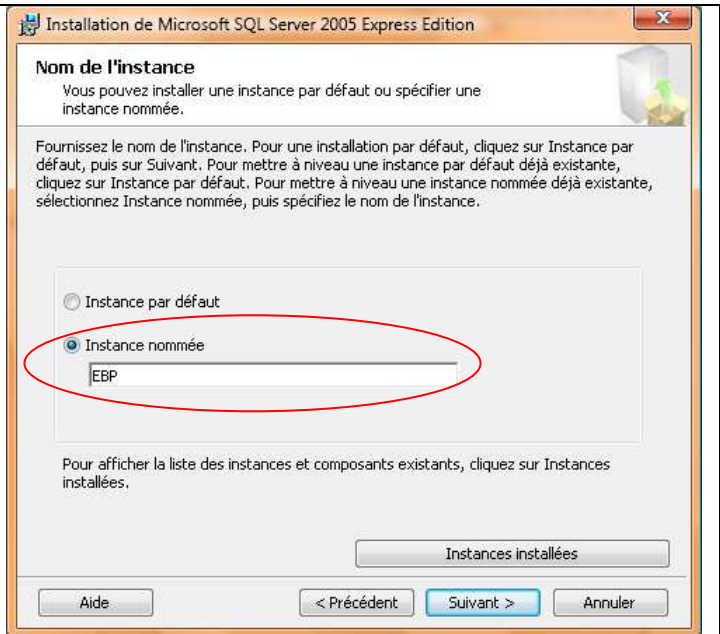 Installation de Microsoft SQL Server 2005 Express Edition
Nom de l'instance
Vous pouvez installer une instance par défaut ou spécifier une
instance nommée.
Fournissez le nom de l'instance. Pour une installation par défaut, cliquez sur Instance par
défaut, puis sur Suivant. Pour mettre à niveau une instance par défaut déjà existante,
cliquez sur Instance par défaut. Pour mettre à niveau une instance nommée déjà existante,
sélectionnez Instance nommée, puis spécifiez le nom de l'instance.
Instance par défaut
Instance nommée
EBP
Pour afficher la liste des instances et composants existants, cliquez sur Instances
installées.
Instances installées
Aide
< Précédent
Suivant >
Annuler